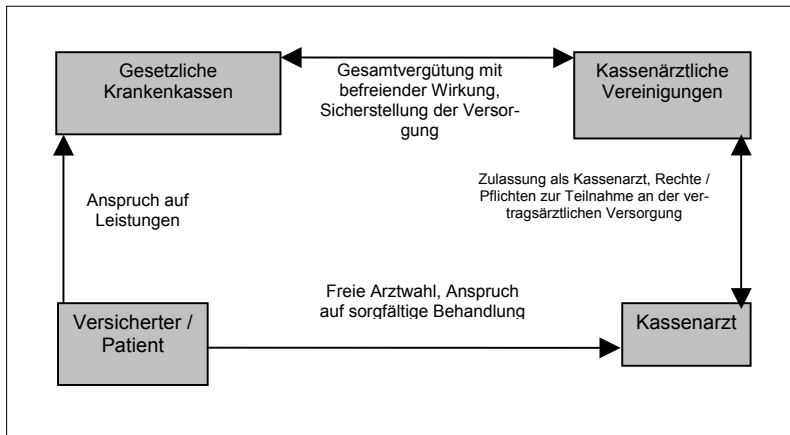 Gesetzliche
Krankenkassen
Gesamtvergütung mit
befreiender Wirkung,
Sicherstellung der Versor-
gung
Kassenärztliche
Vereinigungen
Anspruch auf
Leistungen
Zulassung als Kassenarzt, Rechte /
Pflichten zur Teilnahme an der ver-
tragsärztlichen Versorgung
Versicherter /
Patient
Freie Arztwahl, Anspruch
auf sorgfältige Behandlung
Kassenarzt